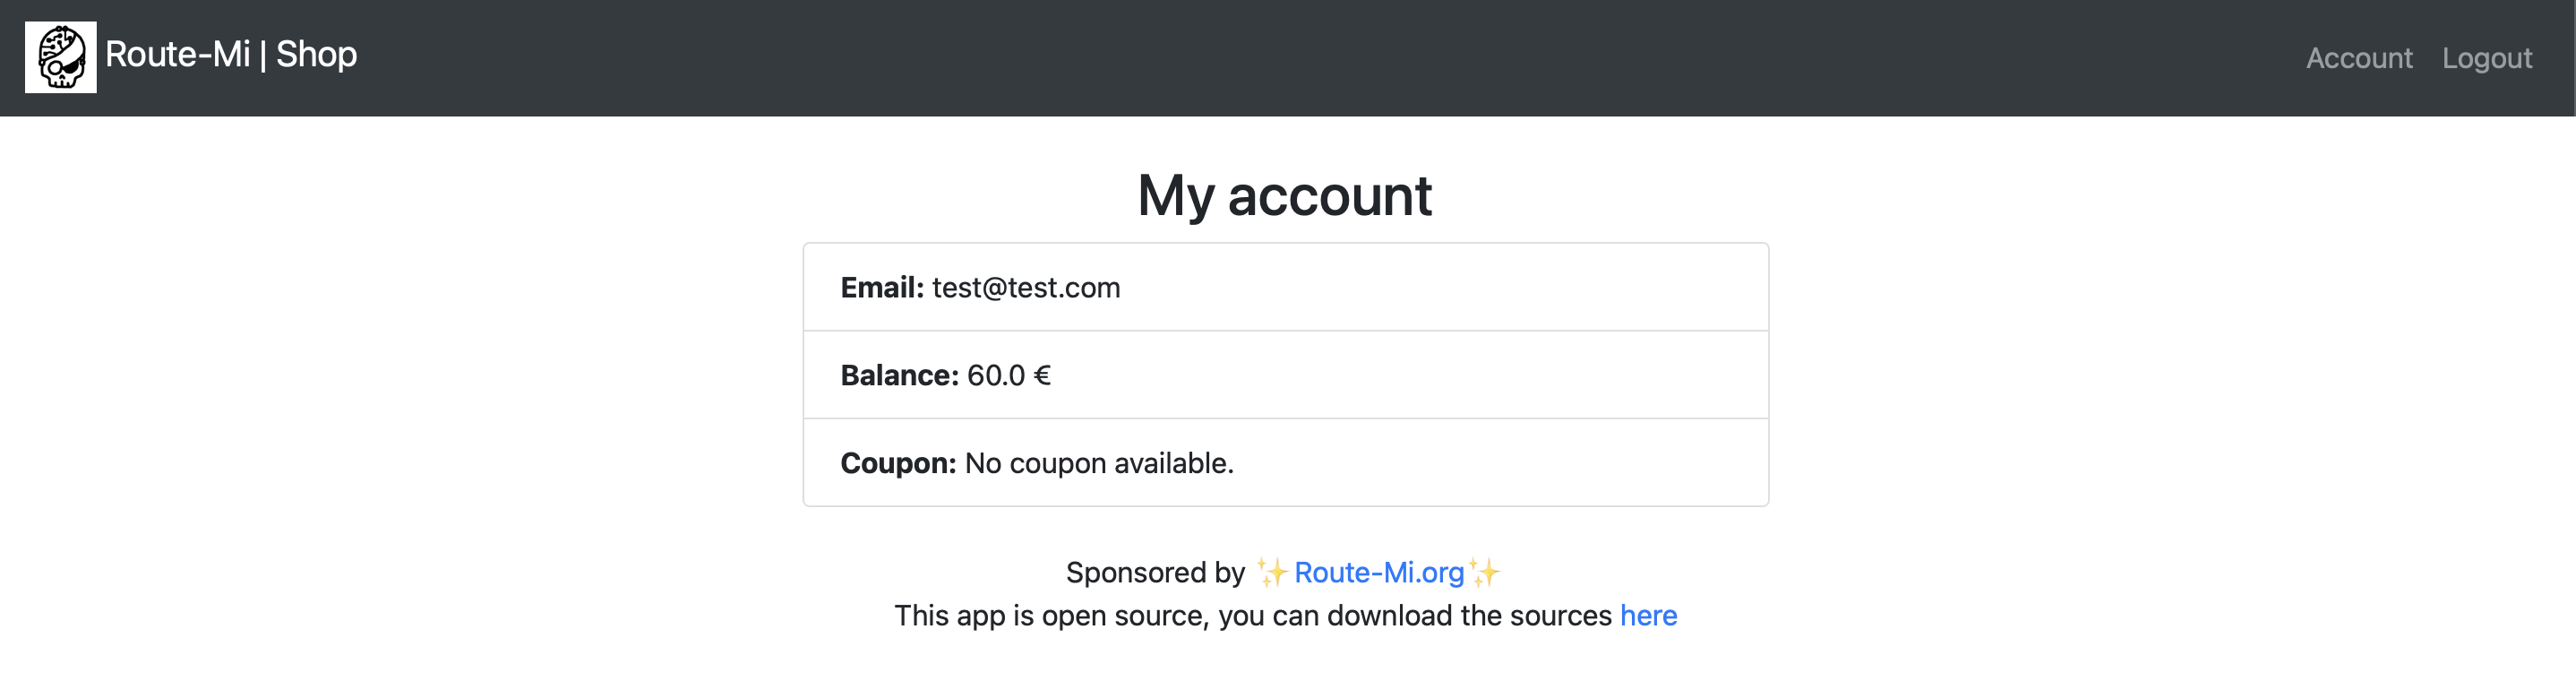 Route-Mi | Shop
Account Logout
My account
Email: test@test.com
Balance: 60.0 €
Coupon: No coupon available.
Sponsored by ✨Route-Mi.org✨
This app is open source, you can download the sources here